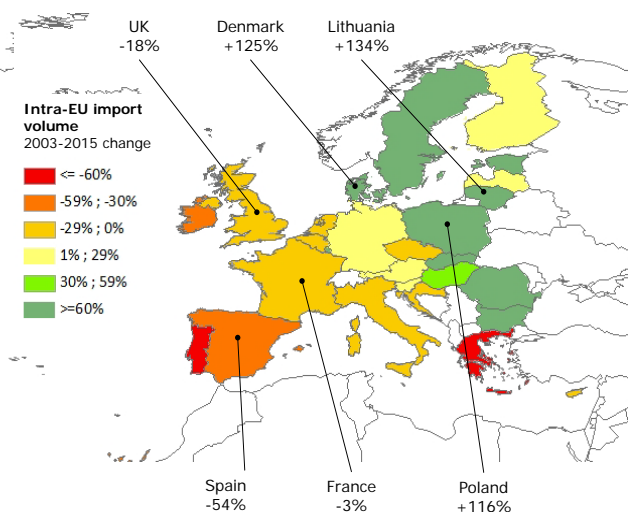 UK
-18%
Denmark
+125%
Lithuania
+134%
Intra-EU import
volume
2003-2015 change
<= -60%
-59% ; -30%
-29% ; 0%
1% ; 29%
30% ; 59%
>=60%
Spain
-54%
France
-3%
Poland
+116%